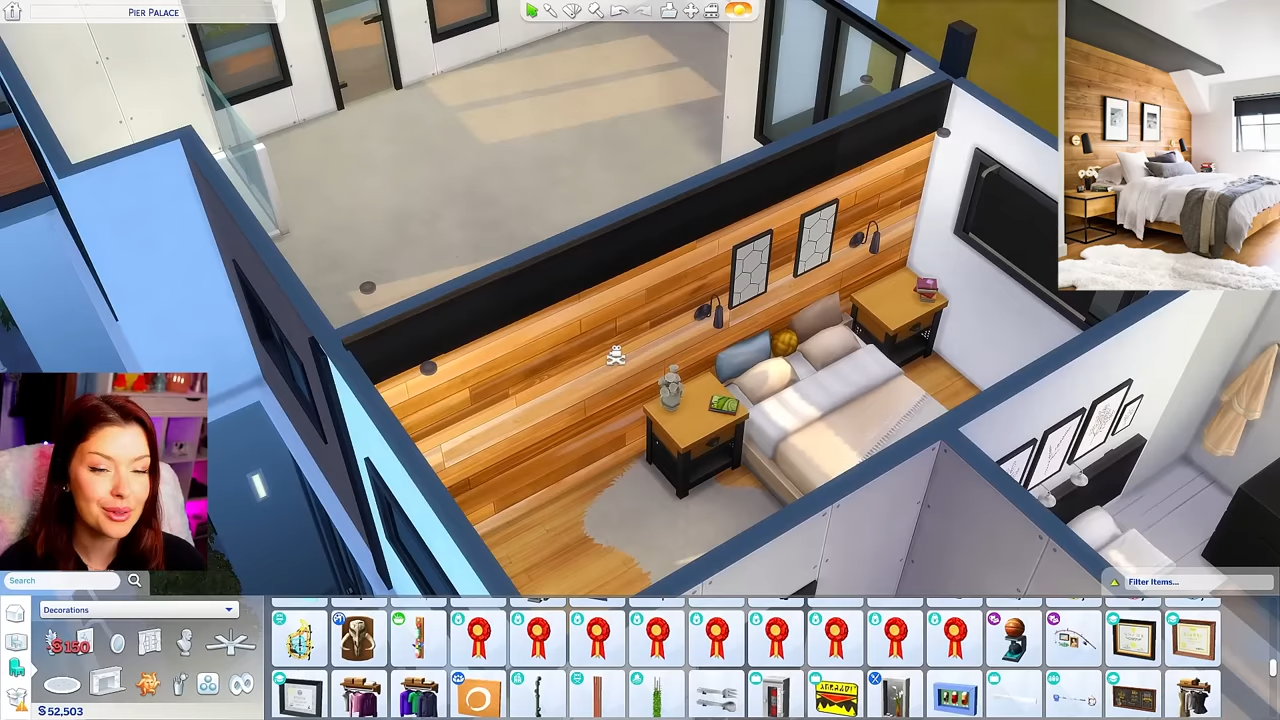 PIER PALACE
Search
Filter Items...
Decorations
$150
$52,503